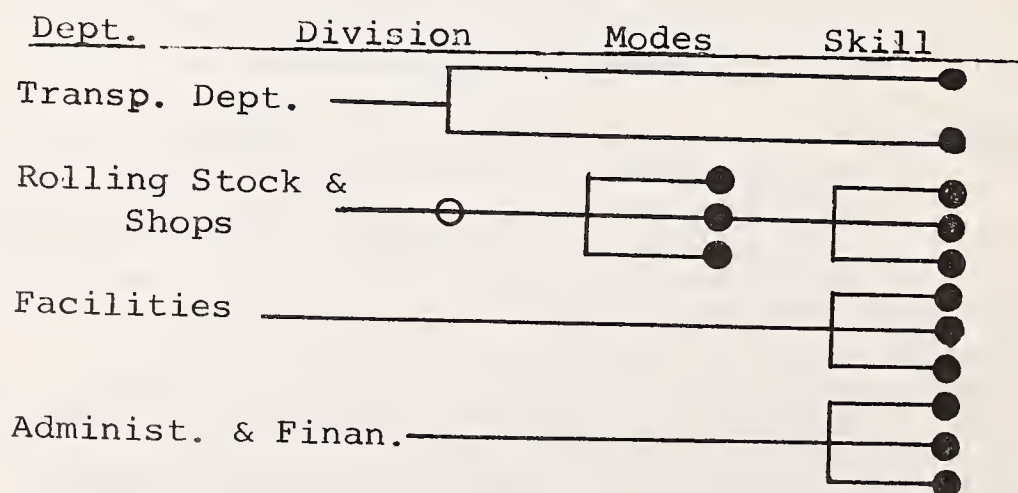 Dept. Division Modes Skill
Transp. Dept.
Rolling Stock &
Shops
Facilities
Administ. & Finan.